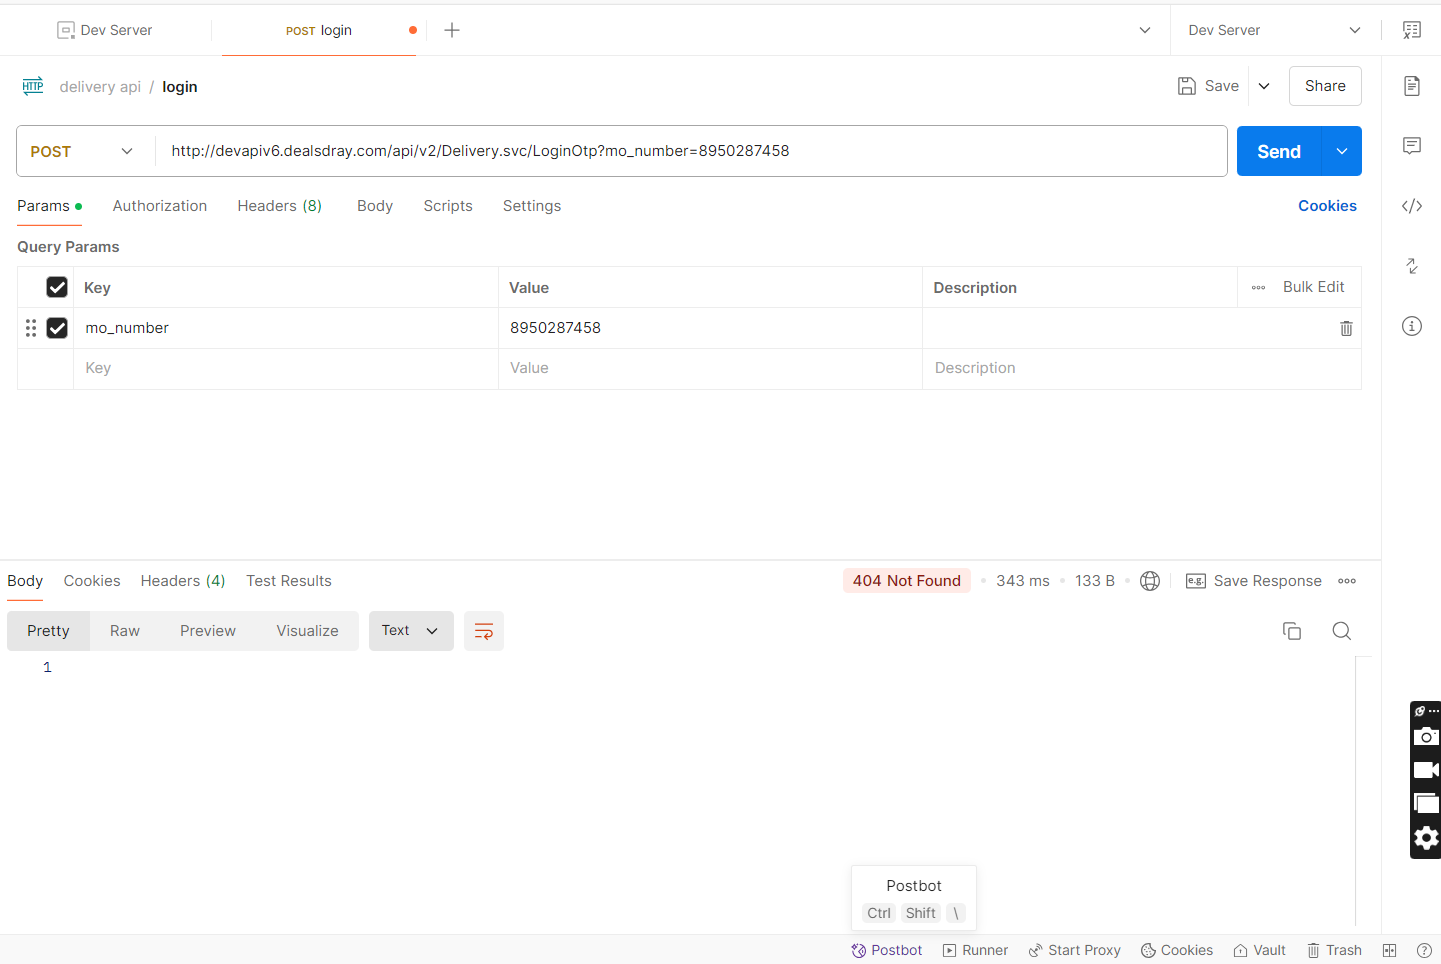 Dev Server
POST login
Dev Server
HTTP
delivery api / login
Save
Share
POST
http://devapiv6.dealsdray.com/api/v2/Delivery.svc/LoginOtp?mo_number=8950287458
Send
Params
Authorization
Headers (8)
Body
Scripts
Settings
Cookies
Query Params
Key
Value
Description
Bulk Edit
mo_number
8950287458
Key
Value
Description
Body
Cookies
Headers (4)
Test Results
404 Not Found
343 ms
133 B
e.g.
Save Response
Pretty
Raw
Preview
Visualize
Text
1
Postbot
Ctrl Shift \
Postbot
Runner
Start Proxy
Cookies
Vault
Trash